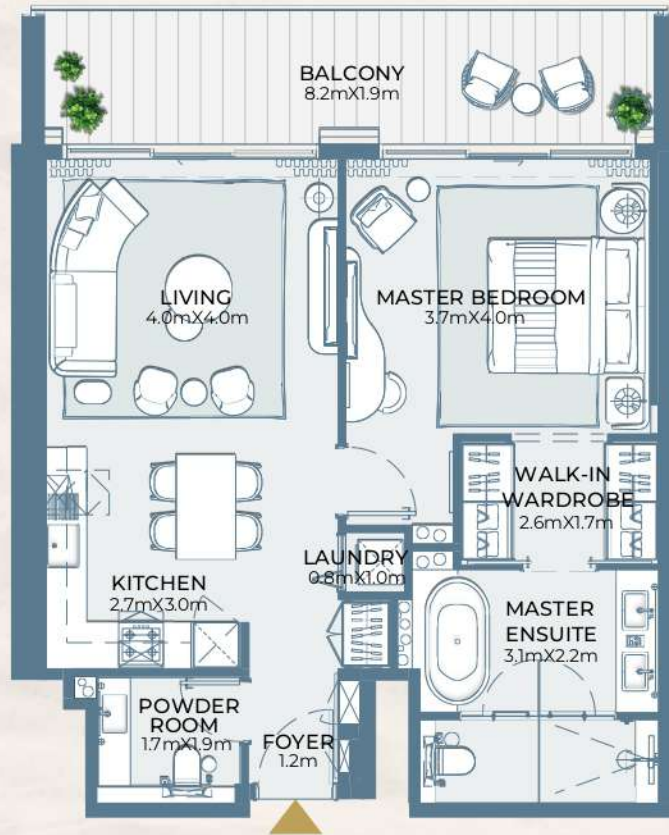 BALCONY
8.2mX1.9m
LIVING
4.0mX4.0m
MASTER BEDROOM
3.7mX4.0m
WALK-IN
WARDROBE
2.6mX1.7m
LAUNDRY
0.8mX1.0m
KITCHEN
2.7mX3.0m
MASTER
ENSUITE
3.1mX2.2m
POWDER
ROOM
1.7mX1.9m
FOYER
1.2m